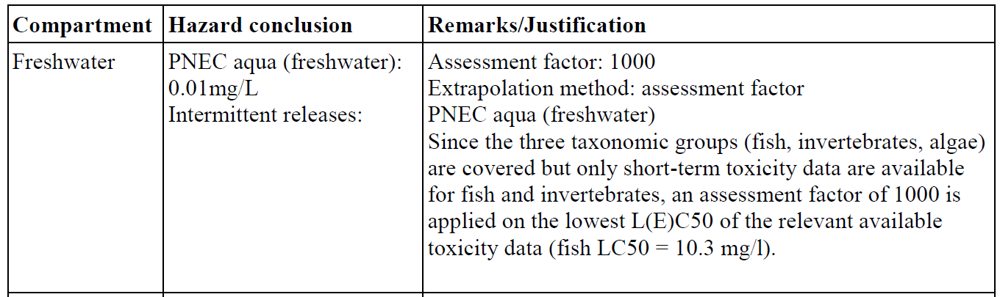 Compartment Hazard conclusion Remarks/Justification
Freshwater PNEC aqua (freshwater): Assessment factor: 1000
0.01mg/L Extrapolation method: assessment factor
Intermittent releases: PNEC aqua (freshwater)
Since the three taxonomic groups (fish, invertebrates, algae)
are covered but only short-term toxicity data are available
for fish and invertebrates, an assessment factor of 1000 is
applied on the lowest L(E)C50 of the relevant available
toxicity data (fish LC50 = 10.3 mg/l).